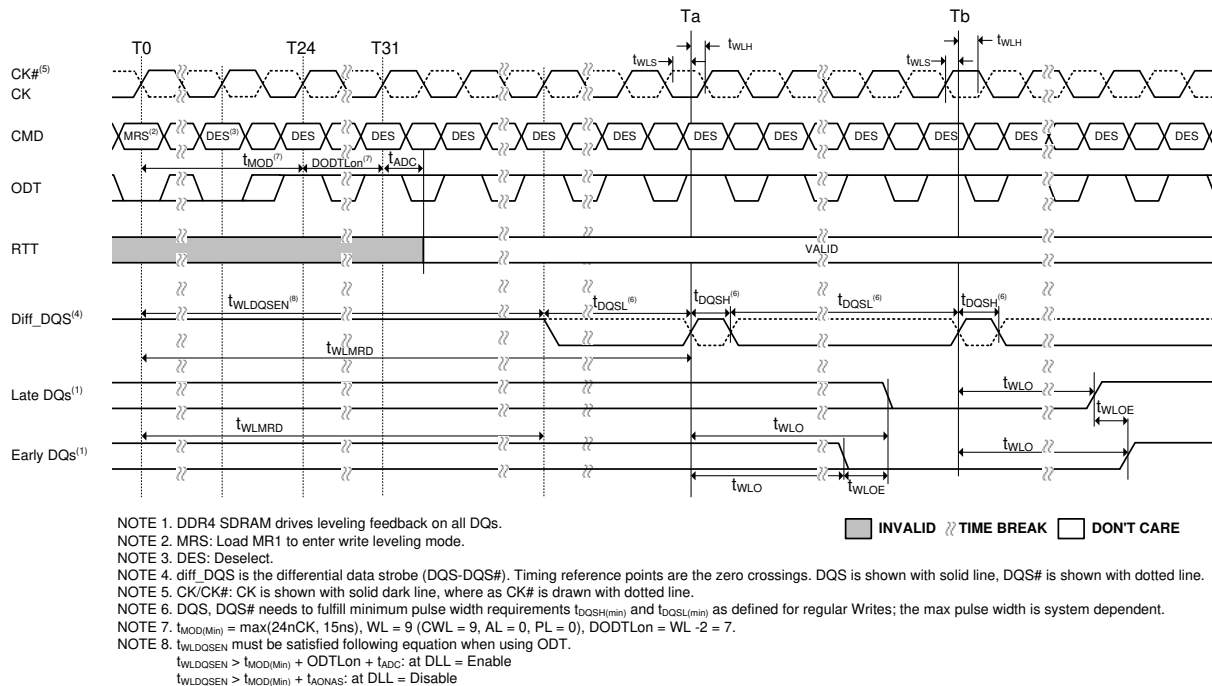 Ta Tb
T0 T24 T31
tWLS tWLH tWLS tWLH
CK#(5)
CK
CMD MRS(2) DES(3) DES DES DES DES DES DES DES DES DES DES DES
tMOD(7) DODTLon(7) tADC
ODT
RTT VALID
tWLDQSEN(8) tDQSL(6) tDQSH(6) tDQSL(6) tDQSH(6)
Diff_DQS(4)
tWLMRD
Late DQs(1) tWLO
tWLOE
tWLMRD tWLO
Early DQs(1) tWLO
tWLO tWLOE
NOTE 1. DDR4 SDRAM drives leveling feedback on all DQs.
INVALID TIME BREAK DON'T CARE
NOTE 2. MRS: Load MR1 to enter write leveling mode.
NOTE 3. DES: Deselect.
NOTE 4. diff_DQS is the differential data strobe (DQS-DQS#). Timing reference points are the zero crossings. DQS is shown with solid line, DQS# is shown with dotted line.
NOTE 5. CK/CK#: CK is shown with solid dark line, where as CK# is drawn with dotted line.
NOTE 6. DQS, DQS# needs to fulfill minimum pulse width requirements tDQSH(min) and tDQSL(min) as defined for regular Writes; the max pulse width is system dependent.
NOTE 7. tMOD(Min) = max(24nCK, 15ns), WL = 9 (CWL = 9, AL = 0, PL = 0), DODTLon = WL -2 = 7.
NOTE 8. tWLDQSEN must be satisfied following equation when using ODT.
tWLDQSEN > tMOD(Min) + ODTLon + tADC: at DLL = Enable
tWLDQSEN > tMOD(Min) + tAONAS: at DLL = Disable